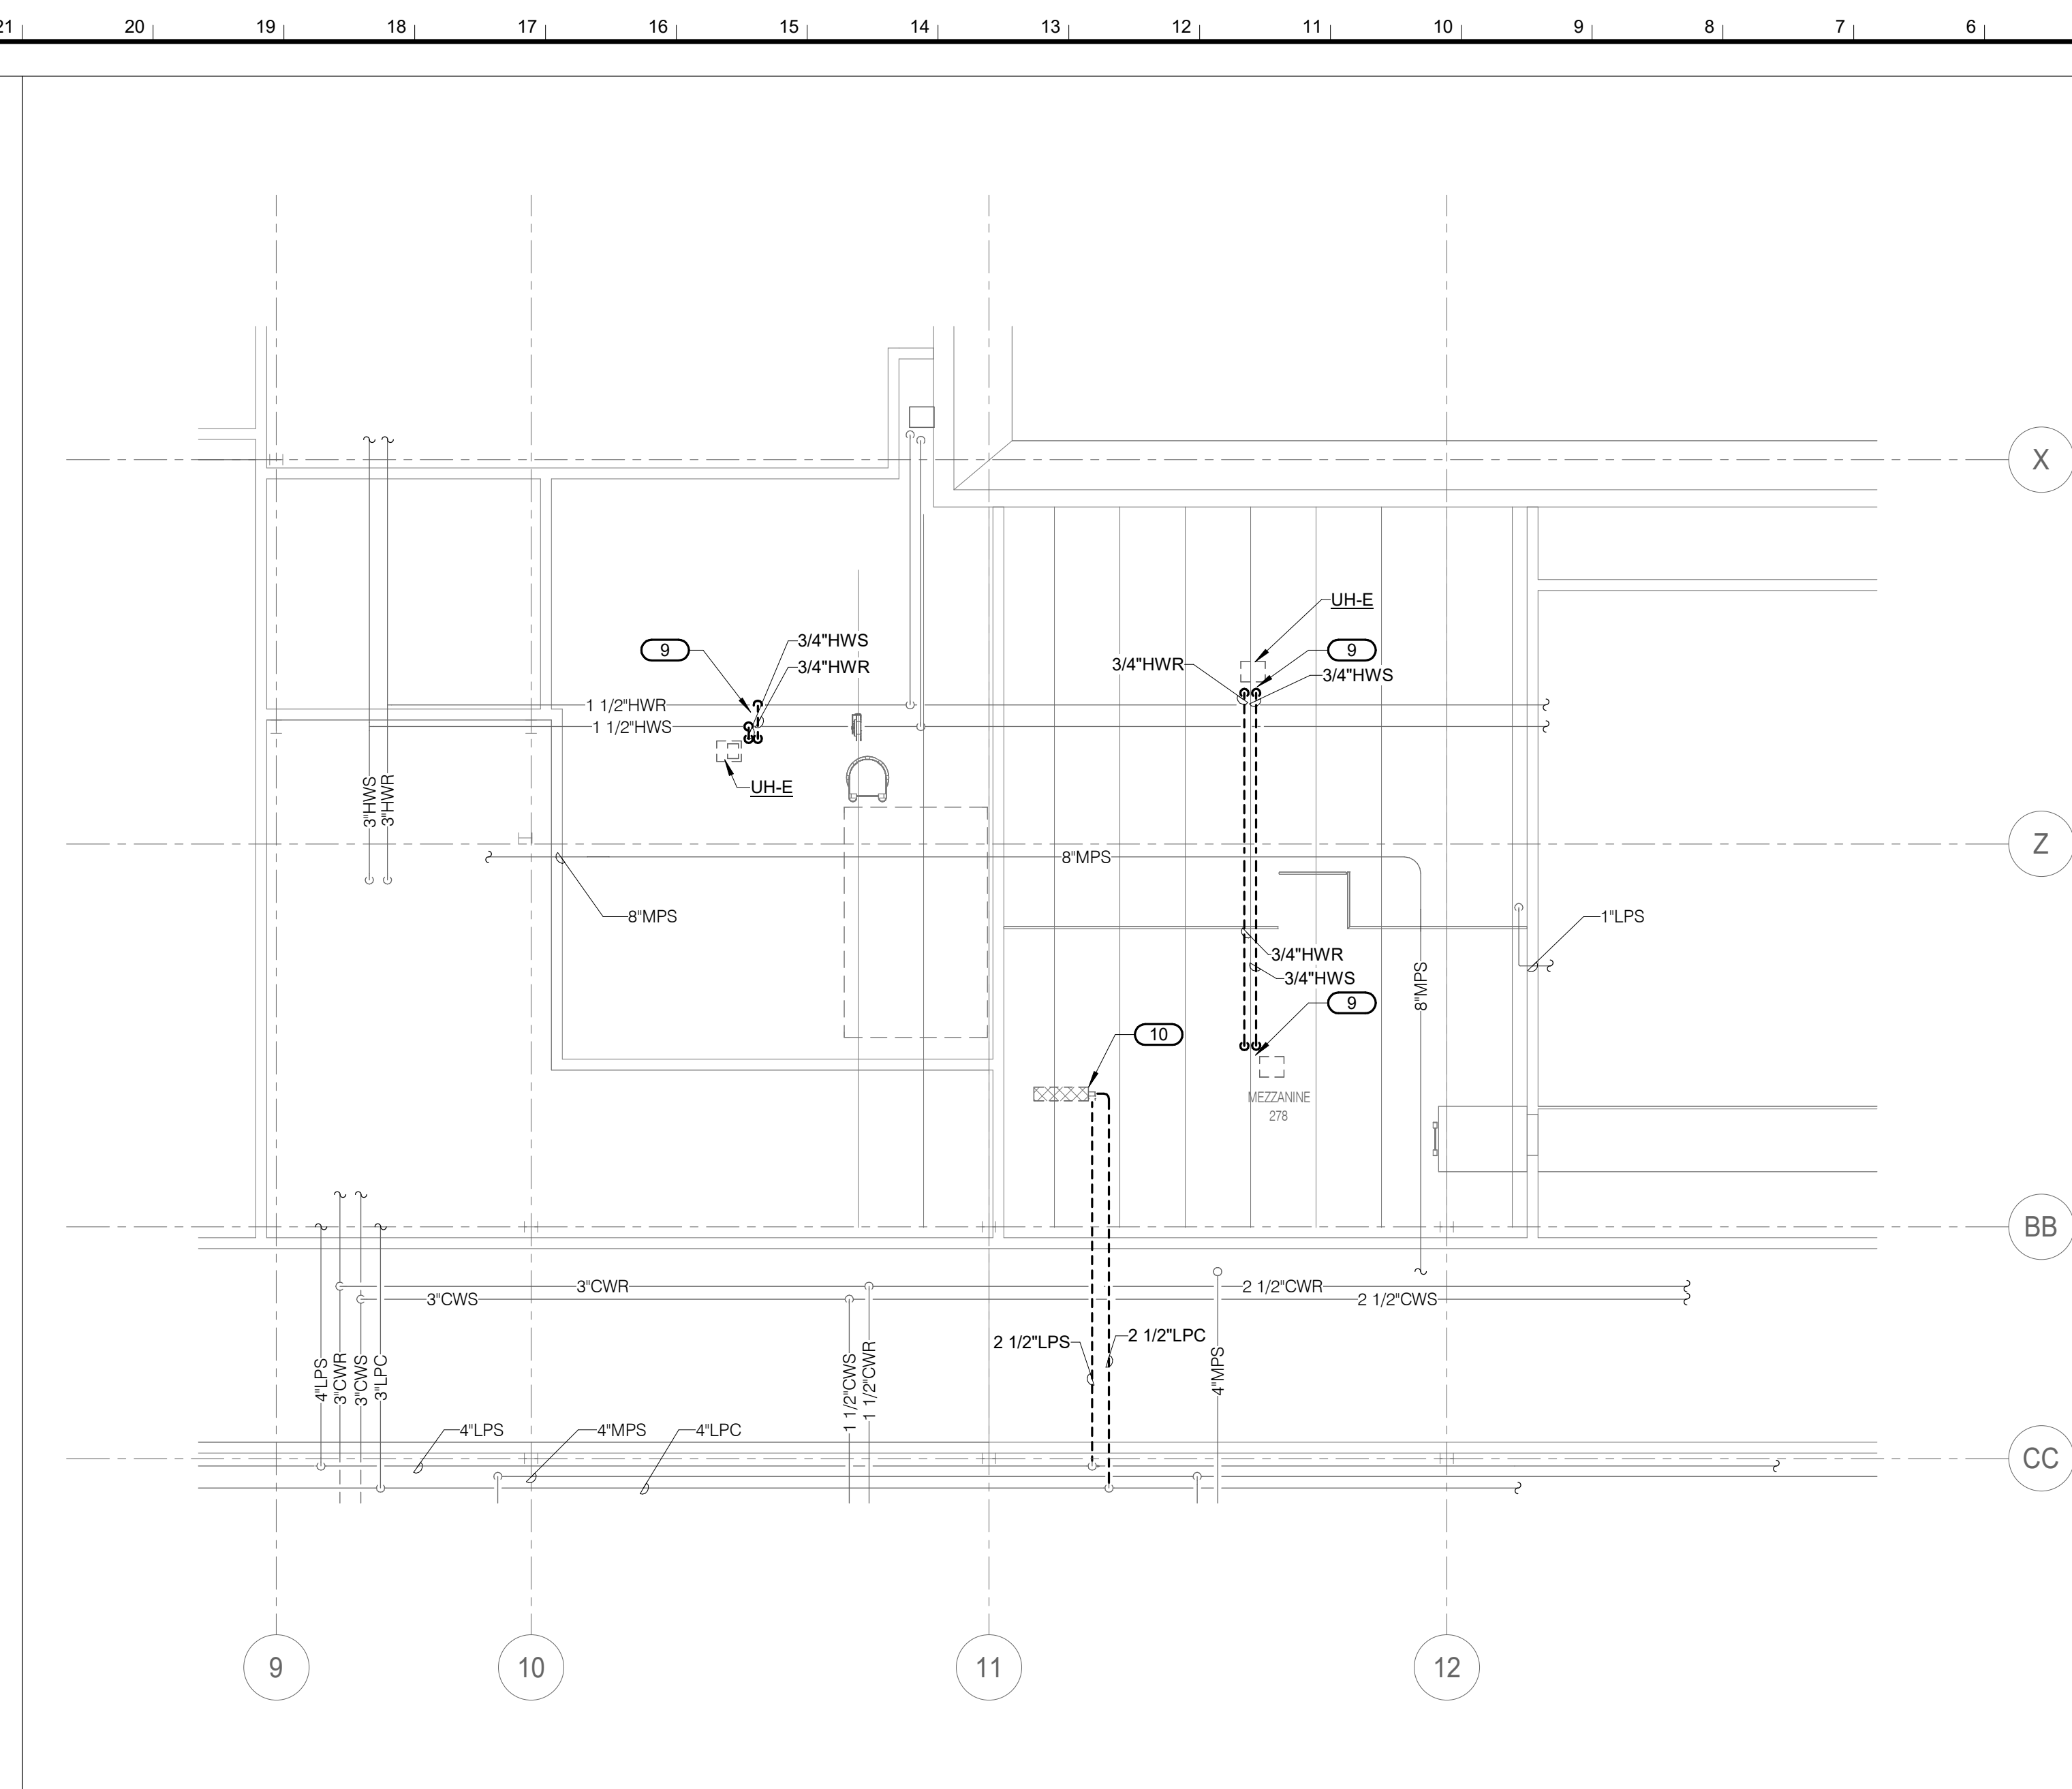 21 20 19 18 17 16 15 14 13 12 11 10 9 8 7 6
X
UH-E
9
3/4"HWS
3/4"HWR
3/4"HWR
9
3/4"HWS
1 1/2"HWR
1 1/2"HWS
UH-E
3"HWS
3"HWR
Z
8"MPS
8"MPS
1"LPS
3/4"HWR
3/4"HWS
8"MPS
9
10
MEZZANINE
278
BB
3"CWR
3"CWS
2 1/2"CWR
2 1/2"CWS
2 1/2"LPS
2 1/2"LPC
4"LPS
3"CWR
3"CWS
3"LPC
1 1/2"CWS
1 1/2"CWR
4"MPS
4"LPS
4"MPS
4"LPC
CC
9
10
11
12